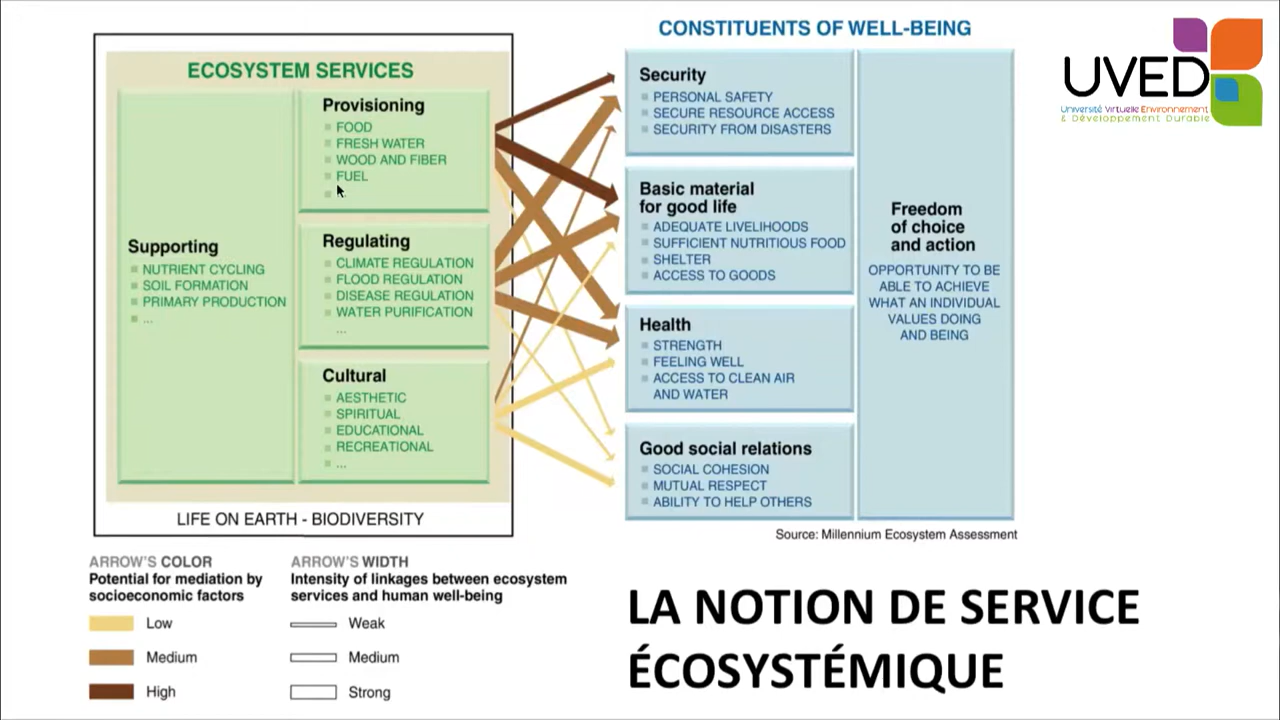 ECOSYSTEM SERVICES
Supporting
NUTRIENT CYCLING
SOIL FORMATION
PRIMARY PRODUCTION
...
Provisioning
FOOD
FRESH WATER
WOOD AND FIBER
FUEL
Regulating
CLIMATE REGULATION
FLOOD REGULATION
DISEASE REGULATION
WATER PURIFICATION
...
Cultural
AESTHETIC
SPIRITUAL
EDUCATIONAL
RECREATIONAL
...
LIFE ON EARTH - BIODIVERSITY
CONSTITUENTS OF WELL-BEING
Security
PERSONAL SAFETY
SECURE RESOURCE ACCESS
SECURITY FROM DISASTERS
Basic material
for good life
ADEQUATE LIVELIHOODS
SUFFICIENT NUTRITIOUS FOOD
SHELTER
ACCESS TO GOODS
Health
STRENGTH
FEELING WELL
ACCESS TO CLEAN AIR
AND WATER
Good social relations
SOCIAL COHESION
MUTUAL RESPECT
ABILITY TO HELP OTHERS
Freedom
of choice
and action
OPPORTUNITY TO BE
ABLE TO ACHIEVE
WHAT AN INDIVIDUAL
VALUES DOING
AND BEING
Source: Millennium Ecosystem Assessment
UVED
Université Virtuelle Environnement
& Développement Durable
ARROW'S COLOR
Potential for mediation by
socioeconomic factors
Low
Medium
High
ARROW'S WIDTH
Intensity of linkages between ecosystem
services and human well-being
Weak
Medium
Strong
LA NOTION DE SERVICE
ÉCOSYSTÉMIQUE